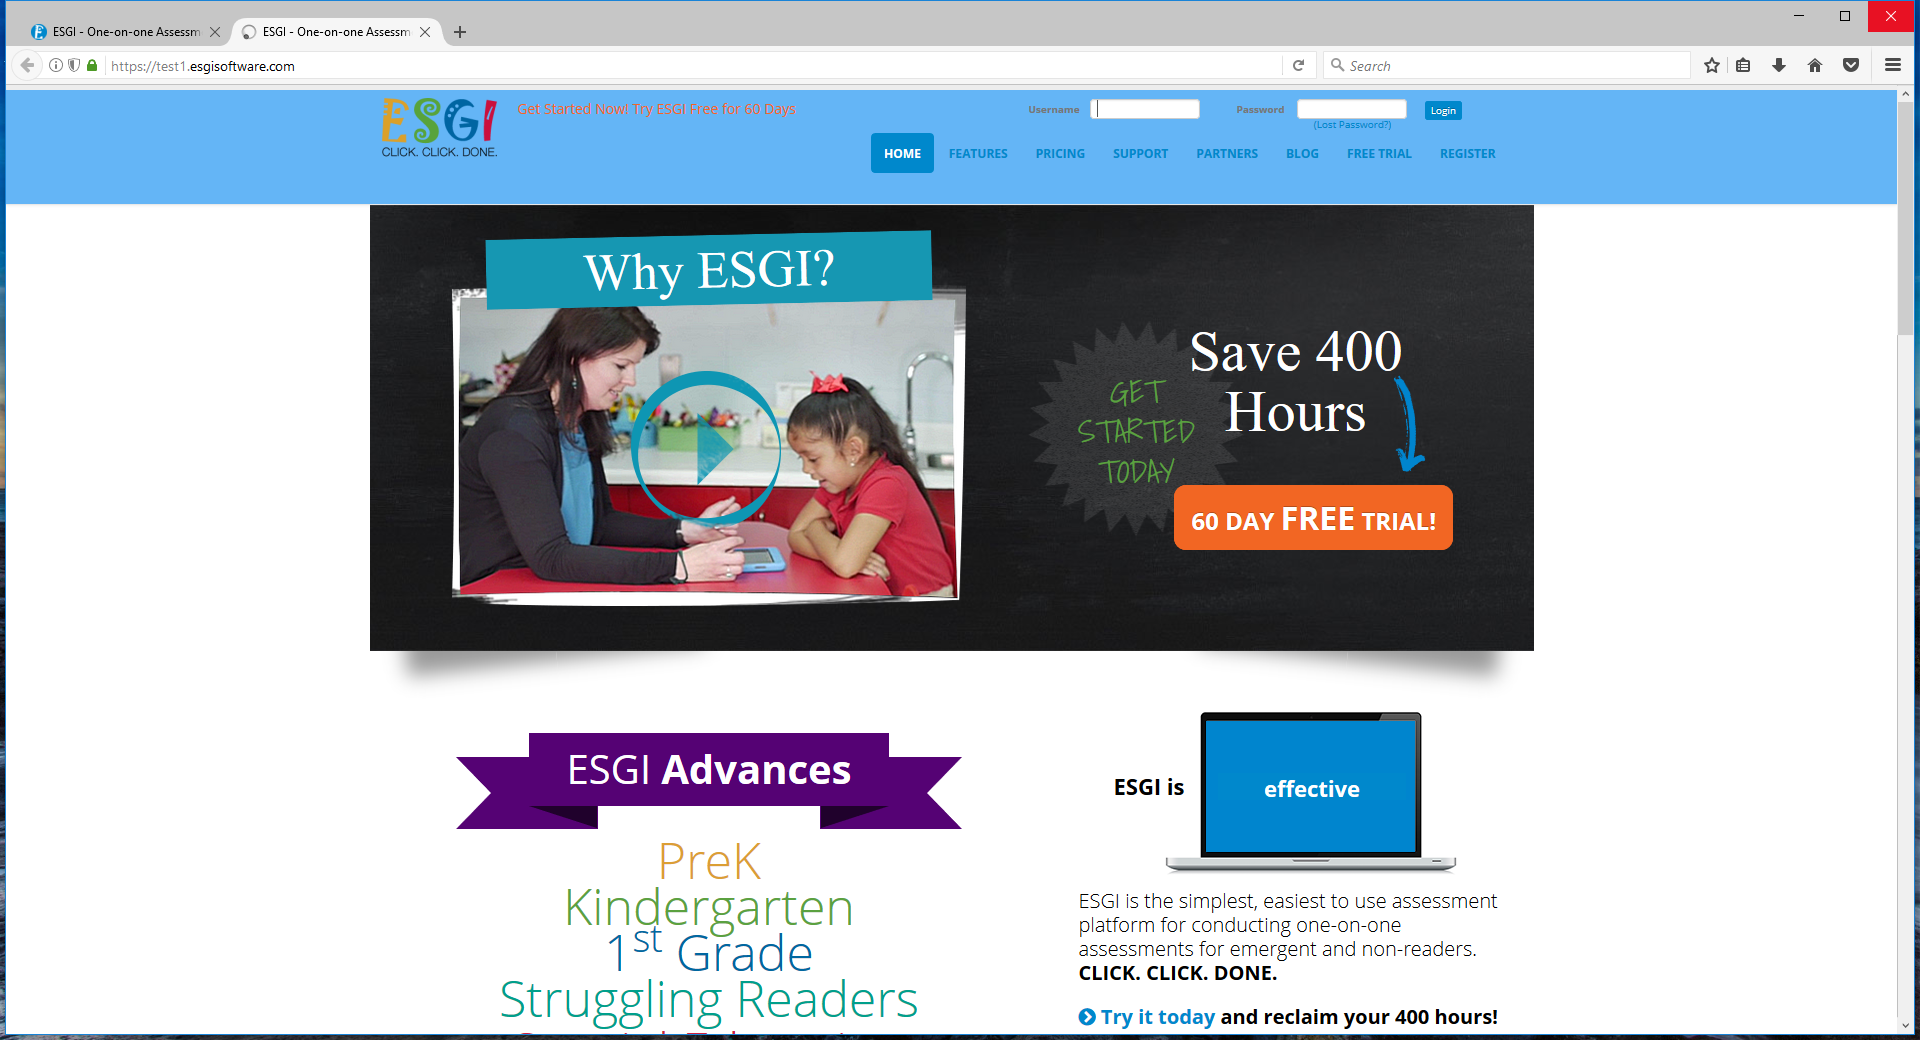 ESGI - One-on-one Assessm
ESGI - One-on-one Assessm
https://test1.esgisoftware.com
Search
ESGI
CLICK. CLICK. DONE.
Get Started Now! Try ESGI Free for 60 Days
Username
Password
Login
(Lost Password?)
HOME FEATURES PRICING SUPPORT PARTNERS BLOG FREE TRIAL REGISTER
Why ESGI?
GET
STARTED
TODAY
Save 400
Hours
60 DAY FREE TRIAL!
ESGI Advances
PreK
Kindergarten
1st Grade
Struggling Readers
ESGI is
effective
ESGI is the simplest, easiest to use assessment
platform for conducting one-on-one
assessments for emergent and non-readers.
CLICK. CLICK. DONE.
Try it today and reclaim your 400 hours!